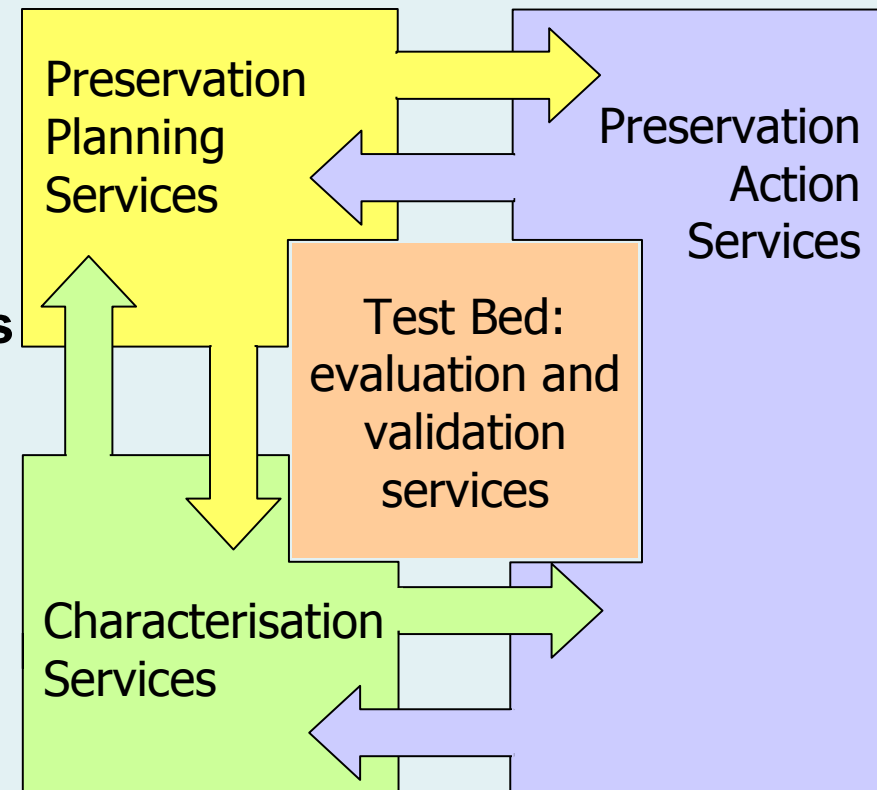 Preservation
Planning
Services
Preservation
Action
Services
s
Test Bed:
evaluation and
validation
services
Characterisation
Services